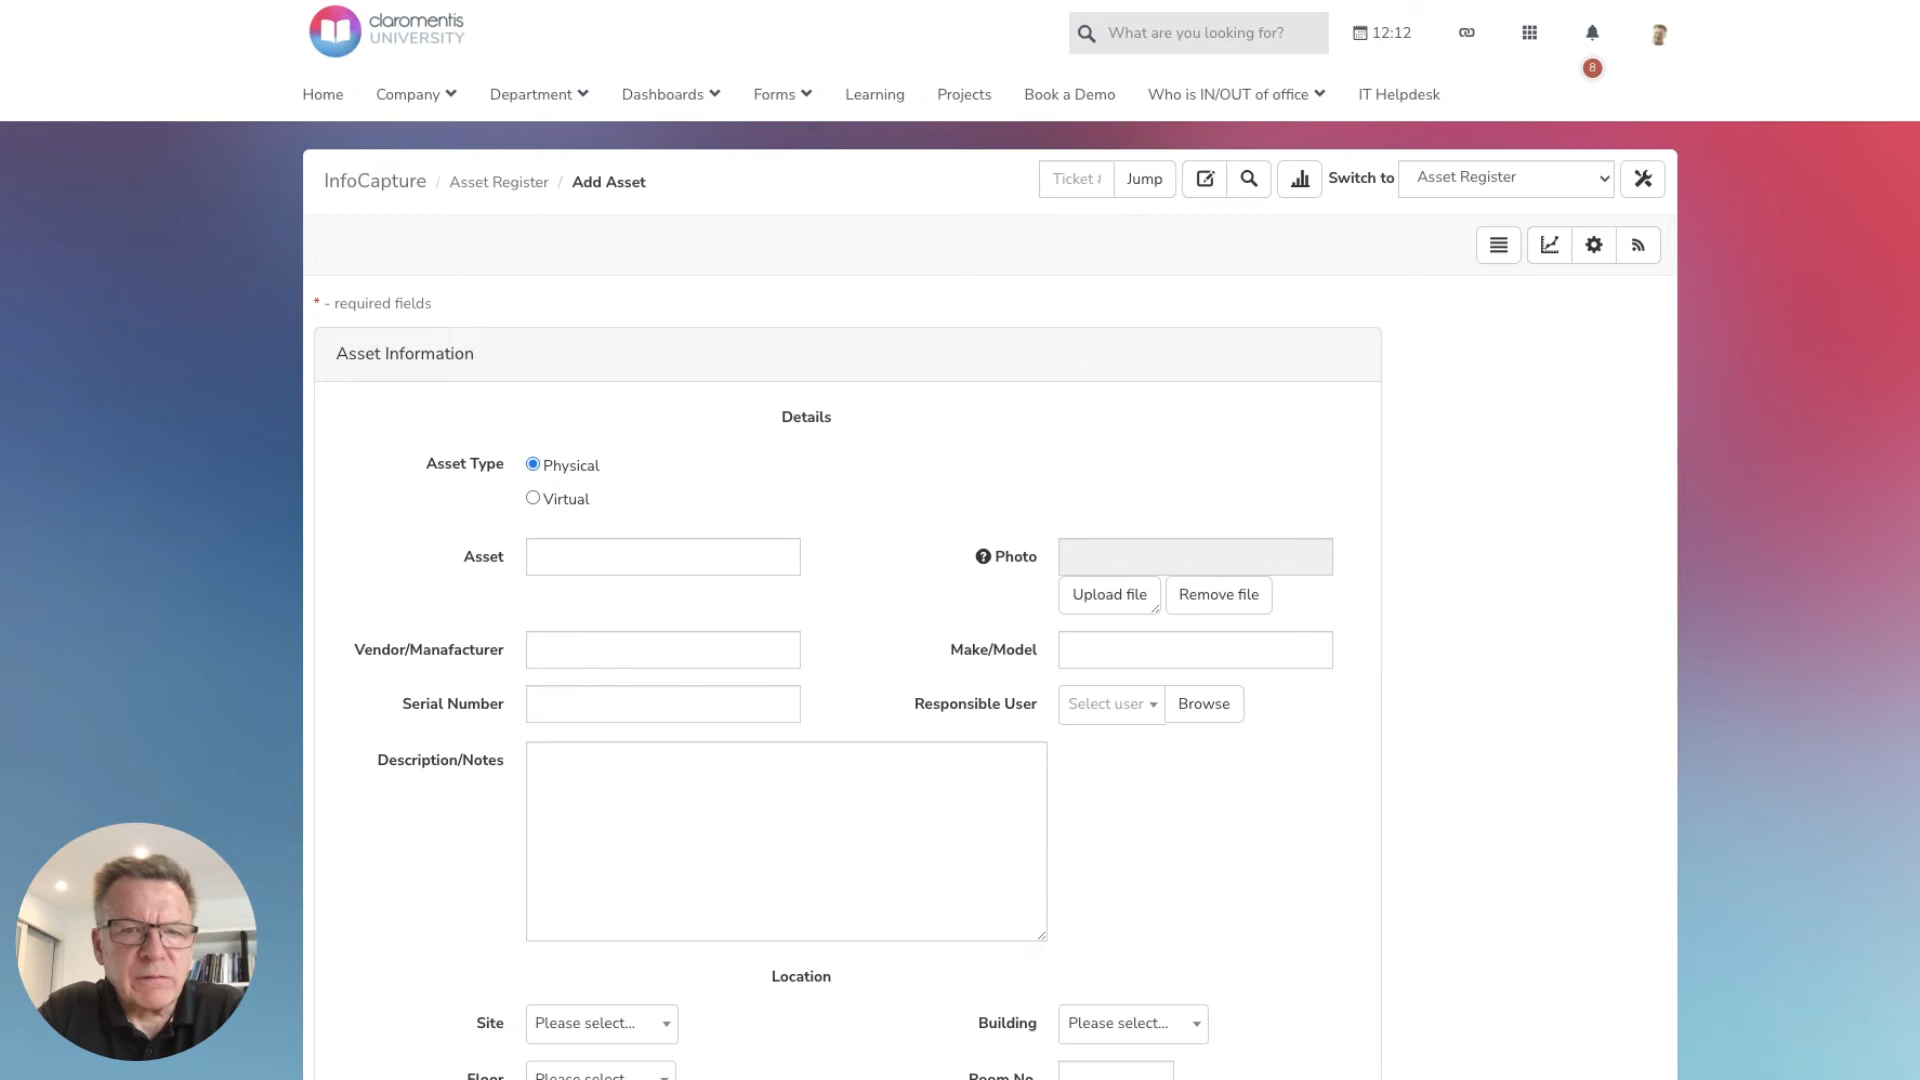 claromentis
UNIVERSITY
What are you looking for?
12:12
8
Home
Company
Department
Dashboards
Forms
Learning
Projects
Book a Demo
Who is IN/OUT of office
IT Helpdesk
InfoCapture / Asset Register / Add Asset
Ticket #
Jump
Switch to
Asset Register
* - required fields
Asset Information
Details
Asset Type
Physical
Virtual
Asset
Photo
Upload file
Remove file
Vendor/Manafacturer
Make/Model
Serial Number
Responsible User
Select user
Browse
Description/Notes
Location
Site
Please select...
Building
Please select...
Floor
Please select...
Room No.